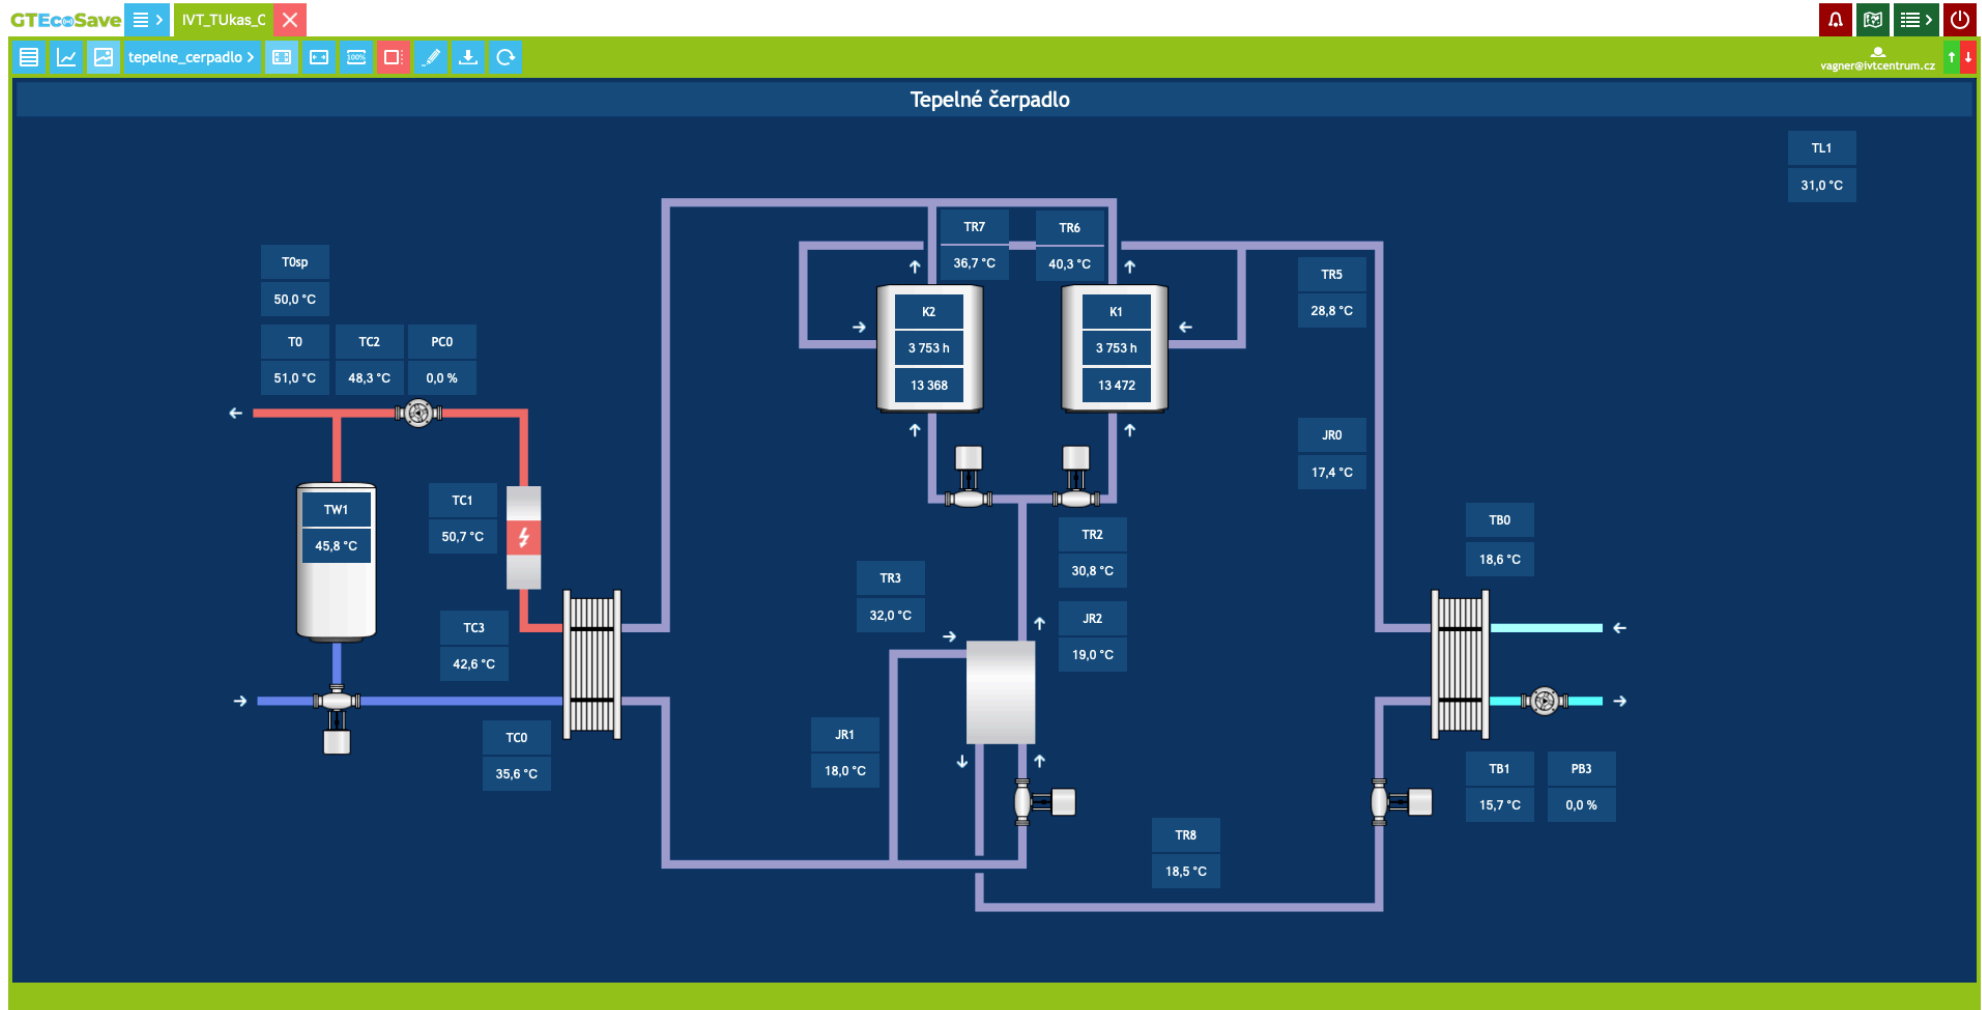 GTEcoSave
IVT_TUkas_C
tepelne_cerpadlo
100%
vagner@ivtcentrum.cz
Tepelné čerpadlo
TL1
31,0 °C
TR7
36,7 °C
TR6
40,3 °C
T0sp
50,0 °C
TR5
28,8 °C
K2
3 753 h
13 368
K1
3 753 h
13 472
T0
51,0 °C
TC2
48,3 °C
PC0
0,0 %
JR0
17,4 °C
TW1
45,8 °C
TC1
50,7 °C
TB0
18,6 °C
TR2
30,8 °C
TR3
32,0 °C
JR2
19,0 °C
TC3
42,6 °C
TC0
35,6 °C
JR1
18,0 °C
TB1
15,7 °C
PB3
0,0 %
TR8
18,5 °C